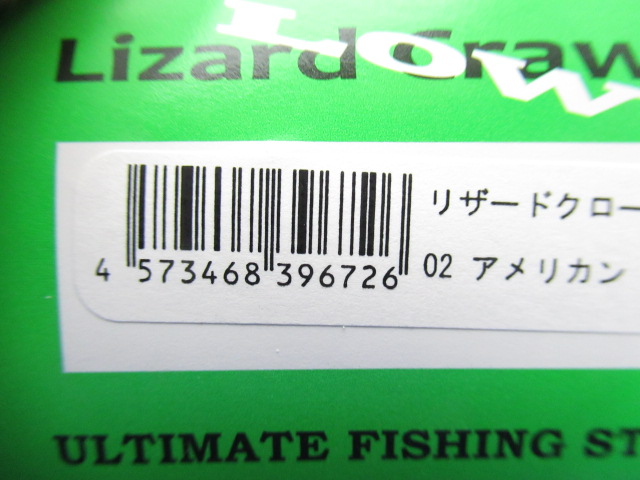 Lizard Craw
LOW
リザードクロー
02 アメリカン
4 573468 396726
ULTIMATE FISHING ST